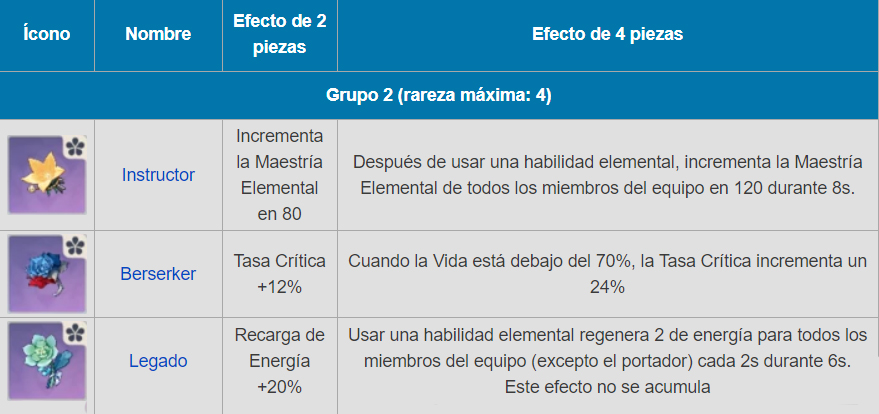 Ícono
Nombre
Efecto de 2
piezas
Efecto de 4 piezas
Grupo 2 (rareza máxima: 4)
Instructor
Incrementa
la Maestría
Elemental
en 80
Después de usar una habilidad elemental, incrementa la Maestría
Elemental de todos los miembros del equipo en 120 durante 8s.
Berserker
Tasa Crítica
+12%
Cuando la Vida está debajo del 70%, la Tasa Crítica incrementa un
24%
Legado
Recarga de
Energía
+20%
Usar una habilidad elemental regenera 2 de energía para todos los
miembros del equipo (excepto el portador) cada 2s durante 6s.
Este efecto no se acumula